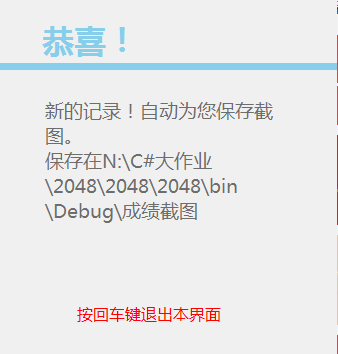 恭喜！
新的记录！自动为您保存截
图。
保存在N:\C#大作业
\2048\2048\2048\bin
\Debug\成绩截图
按回车键退出本界面